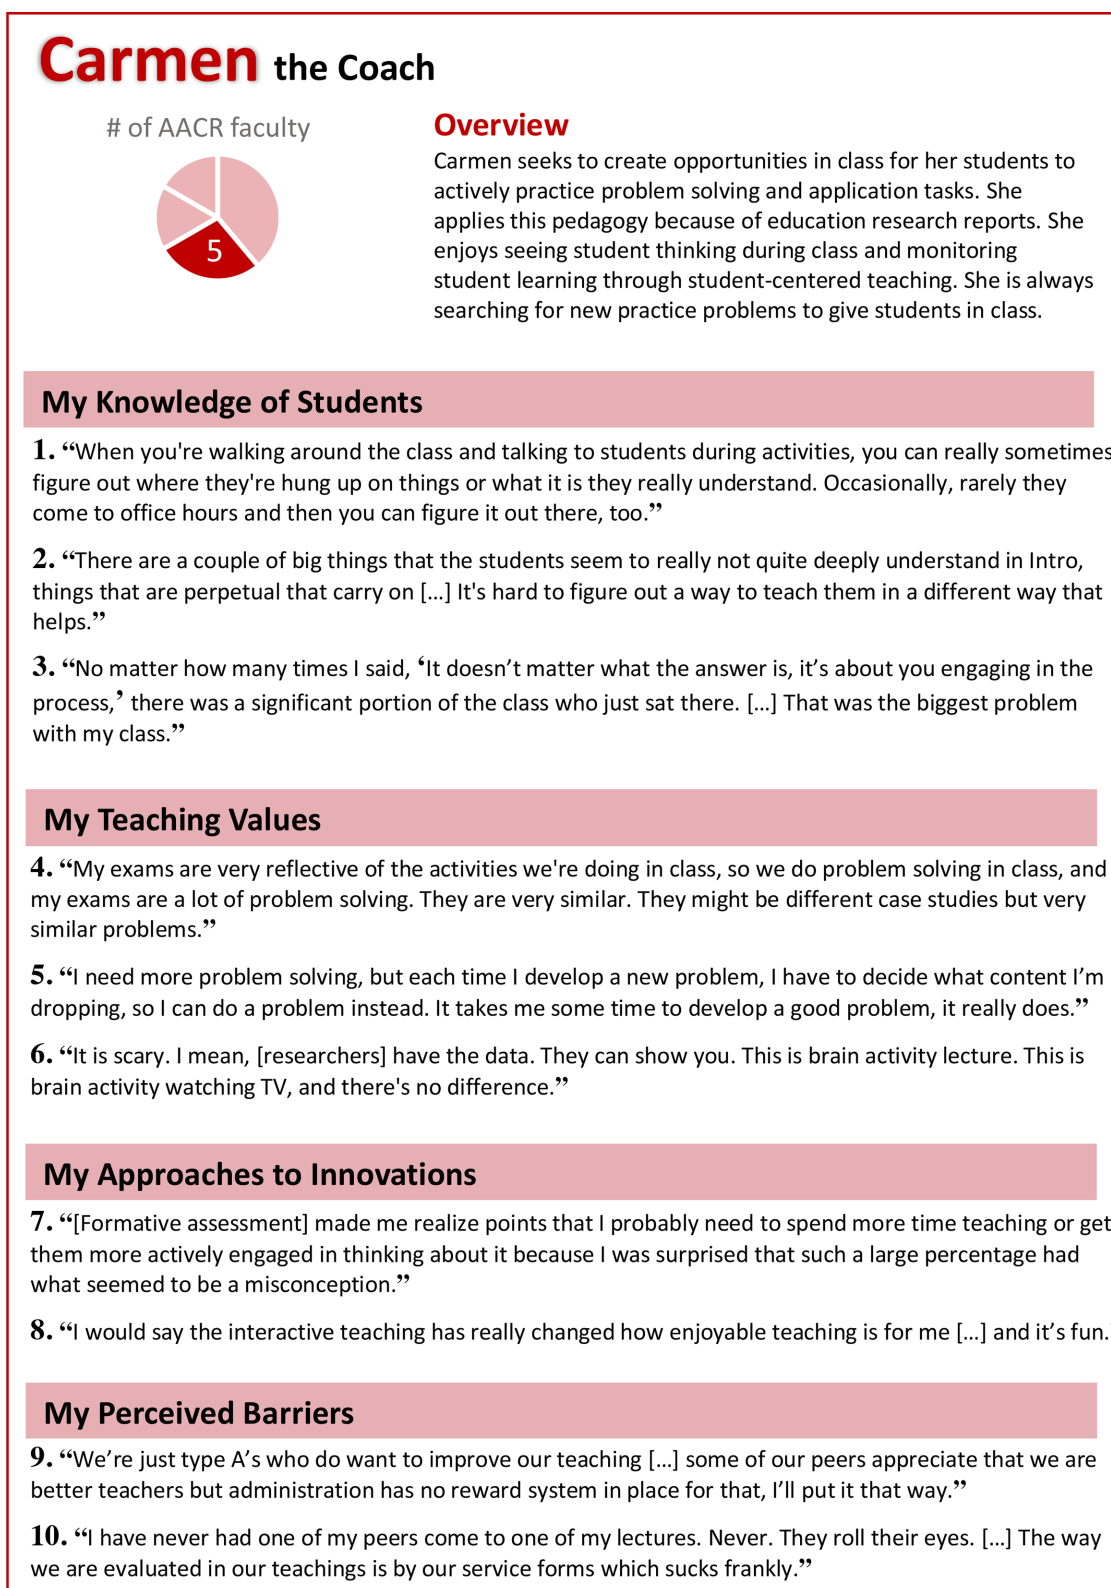 Carmen the Coach
# of AACR faculty
5
Overview
Carmen seeks to create opportunities in class for her students to
actively practice problem solving and application tasks. She
applies this pedagogy because of education research reports. She
enjoys seeing student thinking during class and monitoring
student learning through student-centered teaching. She is always
searching for new practice problems to give students in class.
My Knowledge of Students
1. “When you're walking around the class and talking to students during activities, you can really sometimes
figure out where they're hung up on things or what it is they really understand. Occasionally, rarely they
come to office hours and then you can figure it out there, too.”
2. “There are a couple of big things that the students seem to really not quite deeply understand in Intro,
things that are perpetual that carry on […] It's hard to figure out a way to teach them in a different way that
helps.”
3. “No matter how many times I said, ‘It doesn’t matter what the answer is, it’s about you engaging in the
process,’ there was a significant portion of the class who just sat there. […] That was the biggest problem
with my class.”
My Teaching Values
4. “My exams are very reflective of the activities we're doing in class, so we do problem solving in class, and
my exams are a lot of problem solving. They are very similar. They might be different case studies but very
similar problems.”
5. “I need more problem solving, but each time I develop a new problem, I have to decide what content I’m
dropping, so I can do a problem instead. It takes me some time to develop a good problem, it really does.”
6. “It is scary. I mean, [researchers] have the data. They can show you. This is brain activity lecture. This is
brain activity watching TV, and there's no difference.”
My Approaches to Innovations
7. “[Formative assessment] made me realize points that I probably need to spend more time teaching or get
them more actively engaged in thinking about it because I was surprised that such a large percentage had
what seemed to be a misconception.”
8. “I would say the interactive teaching has really changed how enjoyable teaching is for me […] and it’s fun.”
My Perceived Barriers
9. “We’re just type A’s who do want to improve our teaching […] some of our peers appreciate that we are
better teachers but administration has no reward system in place for that, I’ll put it that way.”
10. “I have never had one of my peers come to one of my lectures. Never. They roll their eyes. […] The way
we are evaluated in our teachings is by our service forms which sucks frankly.”